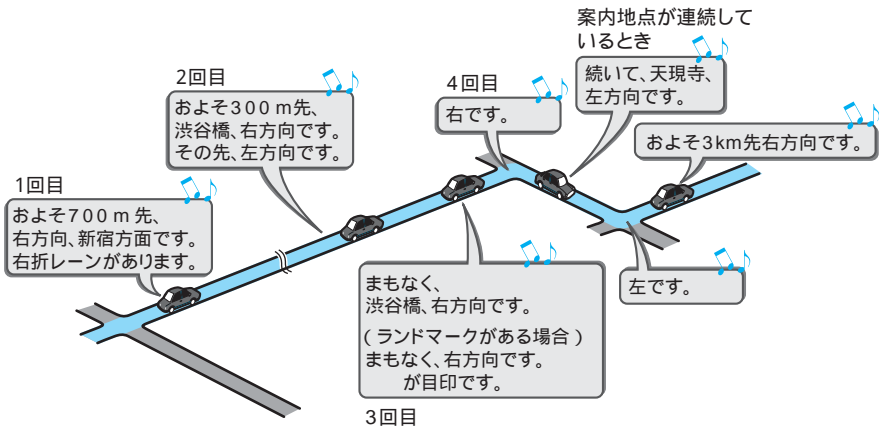 1回目
およそ700m先、
右方向、新宿方面です。
右折レーンがあります。
2回目
およそ300m先、
渋谷橋、右方向です。
その先、左方向です。
まもなく、
渋谷橋、右方向です。
(ランドマークがある場合)
まもなく、右方向です。
が目印です。
3回目
4回目
右です。
案内地点が連続して
いるとき
続いて、天現寺、
左方向です。
左です。
およそ3km先右方向です。